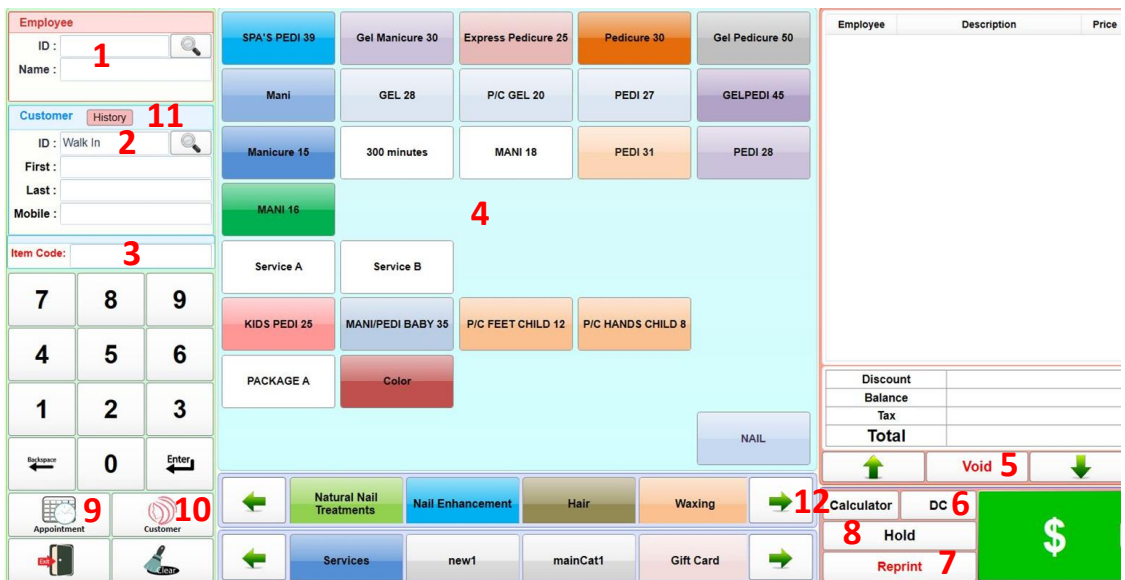 Employee
ID :
1
Name :
Customer
History
11
ID : Walk In
2
First :
Last :
Mobile :
Item Code:
3
7 8 9
4 5 6
1 2 3
Backspace 0 Enter
Appointment
9
Customer
10
EXIT
Clear
SPA'S PEDI 39 Gel Manicure 30 Express Pedicure 25 Pedicure 30 Gel Pedicure 50
Mani GEL 28 P/C GEL 20 PEDI 27 GELPEDI 45
Manicure 15 300 minutes MANI 18 PEDI 31 PEDI 28
MANI 16
4
Service A Service B
KIDS PEDI 25 MANI/PEDI BABY 35 P/C FEET CHILD 12 P/C HANDS CHILD 8
PACKAGE A Color
NAIL
Natural Nail
Treatments
Nail Enhancement Hair Waxing
12
Services new1 mainCat1 Gift Card
Employee Description Price
Discount
Balance
Tax
Total
Void
5
Calculator DC
6
8
Hold
Reprint
7
$